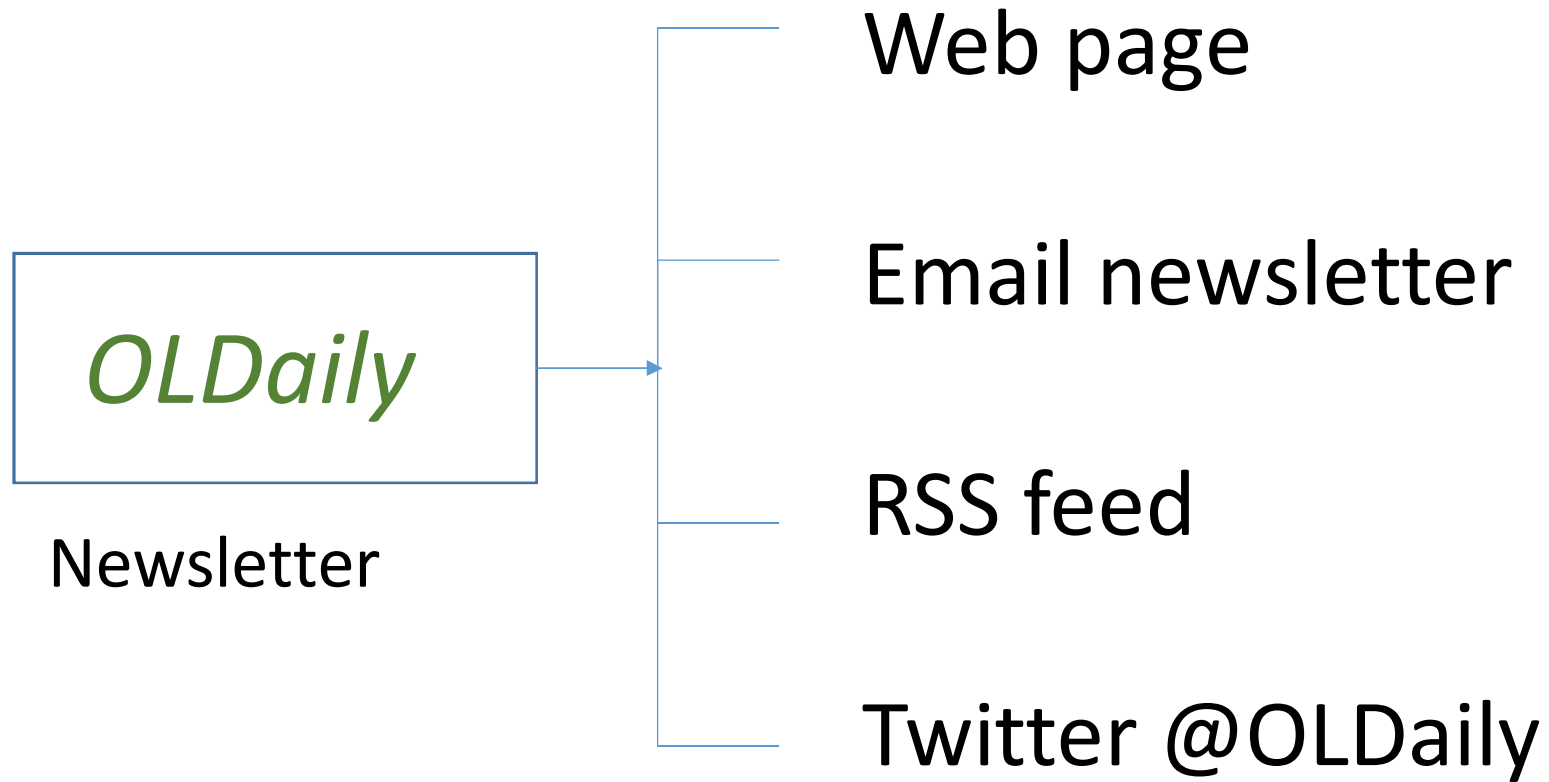 OLDaily
Newsletter
Web page
Email newsletter
RSS feed
Twitter @OLDaily